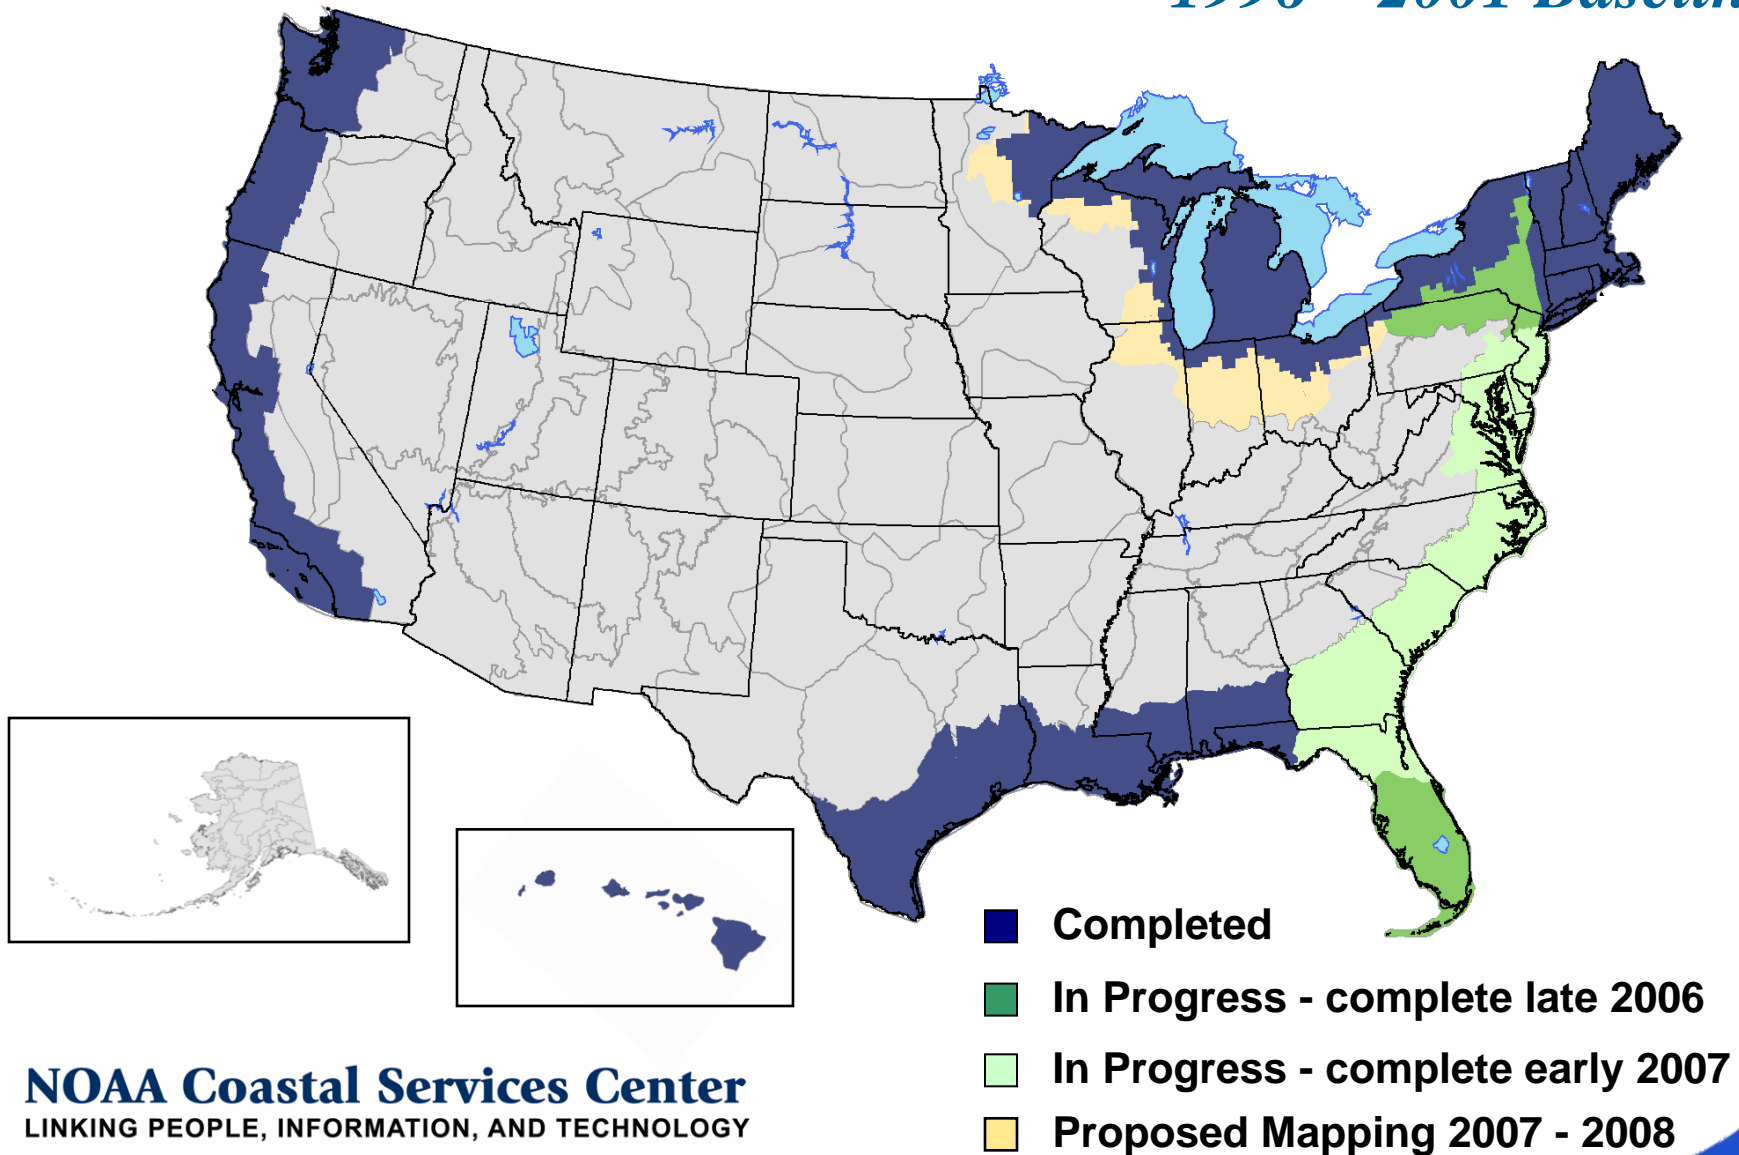 Completed
In Progress - complete late 2006
In Progress - complete early 2007
Proposed Mapping 2007 - 2008
NOAA Coastal Services Center
LINKING PEOPLE, INFORMATION, AND TECHNOLOGY